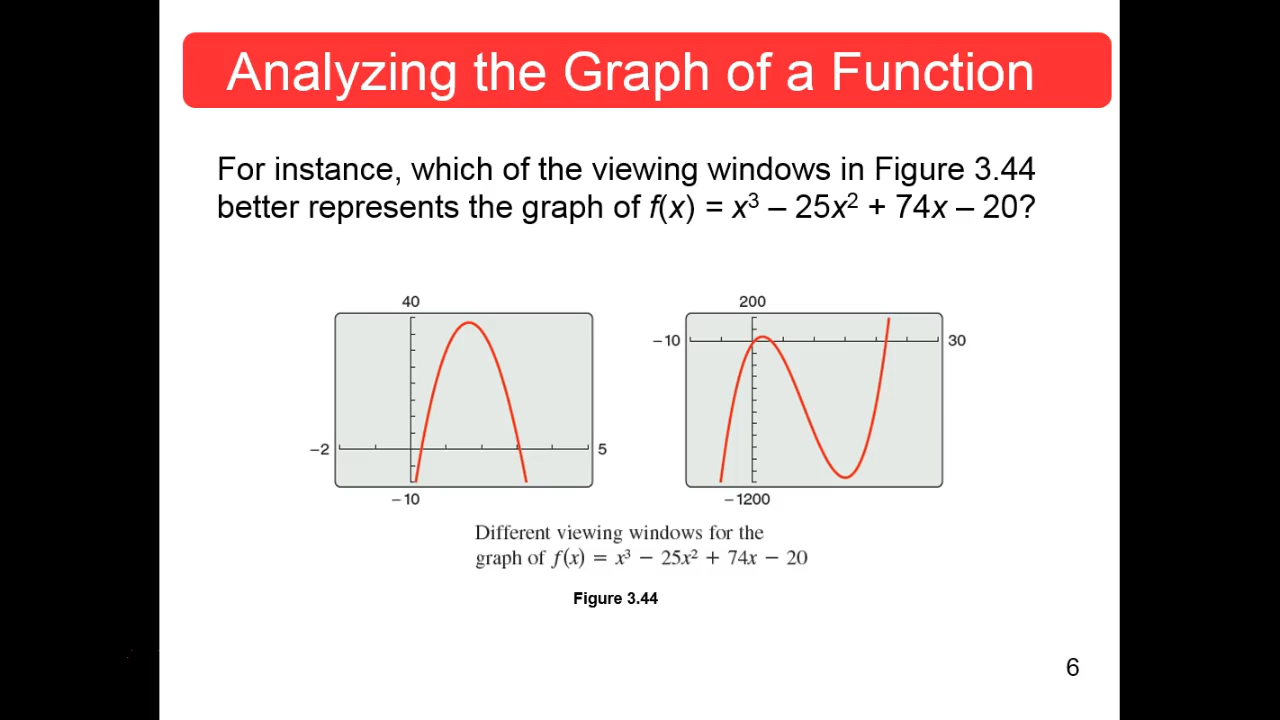 Analyzing the Graph of a Function
For instance, which of the viewing windows in Figure 3.44
better represents the graph of f(x) = x³ – 25x² + 74x – 20?
40
200
−10
30
−2
5
−10
−1200
Different viewing windows for the
graph of f(x) = x³ − 25x² + 74x − 20
Figure 3.44
6